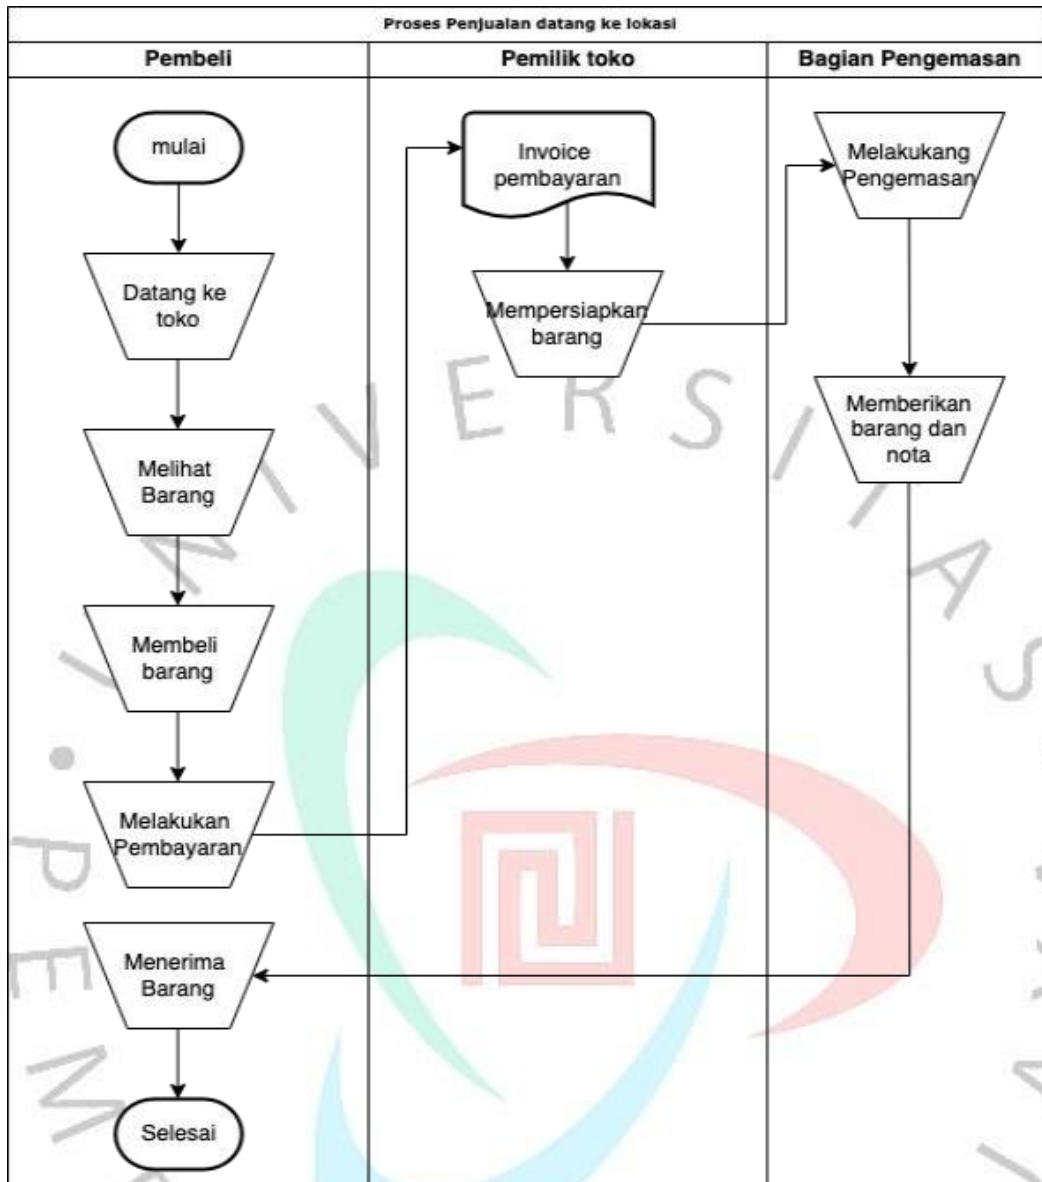 Proses Penjualan datang ke lokasi
Pembeli
Pemilik toko
Bagian Pengemasan
mulai
Datang ke
toko
Melihat
Barang
Membeli
barang
Melakukan
Pembayaran
Invoice
pembayaran
Mempersiapkan
barang
Melakukang
Pengemasan
Memberikan
barang dan
nota
Menerima
Barang
Selesai